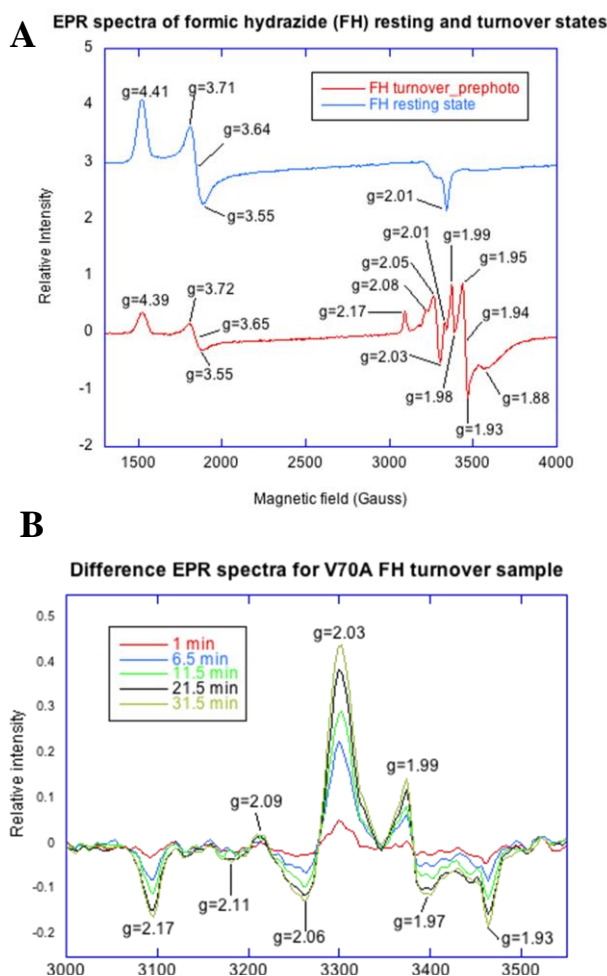 A
EPR spectra of formic hydrazide (FH) resting and turnover states
5
4
3
2
1
0
-1
-2
Relative Intensity
g=4.41
g=3.71
g=3.64
g=3.55
g=2.01
FH turnover_prephoto
FH resting state
g=4.39
g=3.72
g=3.65
g=3.55
g=2.17
g=2.08
g=2.05
g=2.01
g=1.99
g=1.95
g=1.94
g=2.03
g=1.98
g=1.93
g=1.88
1500 2000 2500 3000 3500 4000
Magnetic field (Gauss)
B
Difference EPR spectra for V70A FH turnover sample
0.5
0.4
0.3
0.2
0.1
0
-0.1
-0.2
Relative intensity
1 min
6.5 min
11.5 min
21.5 min
31.5 min
g=2.03
g=1.99
g=2.09
g=2.17
g=2.11
g=2.06
g=1.97
g=1.93
3000 3100 3200 3300 3400 3500